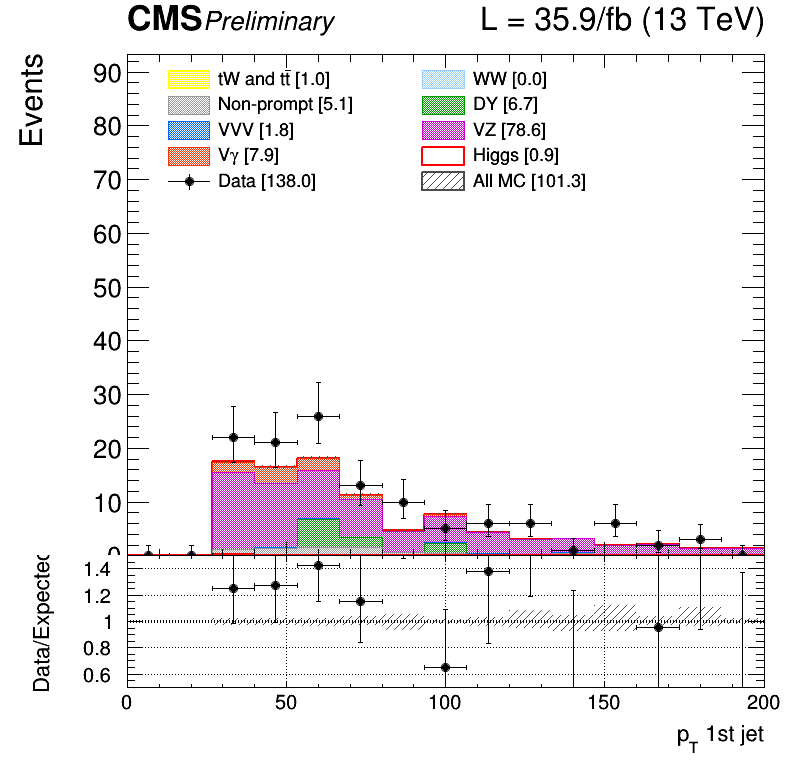 CMS Preliminary L = 35.9/fb (13 TeV)
Events
90
80
70
60
50
40
30
20
10
0
tW and tt̄ [1.0]
WW [0.0]
Non-prompt [5.1]
DY [6.7]
VVV [1.8]
VZ [78.6]
Vγ [7.9]
Higgs [0.9]
Data [138.0]
All MC [101.3]
Data/Expected
1.4
1.2
1
0.8
0.6
0 50 100 150 200
p_T 1st jet